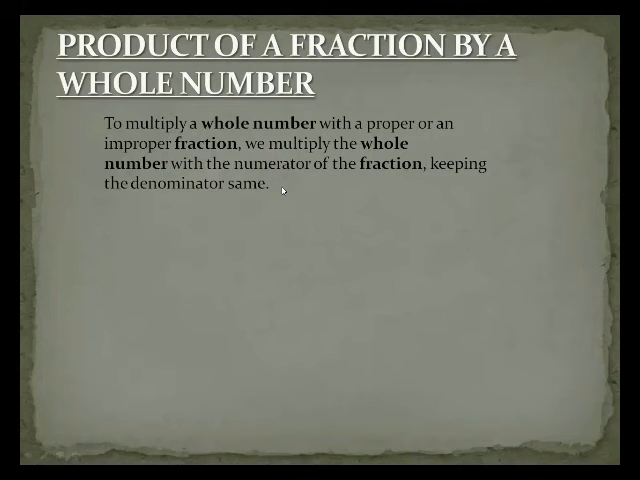 PRODUCT OF A FRACTION BY A
WHOLE NUMBER
To multiply a whole number with a proper or an
improper fraction, we multiply the whole
number with the numerator of the fraction, keeping
the denominator same.